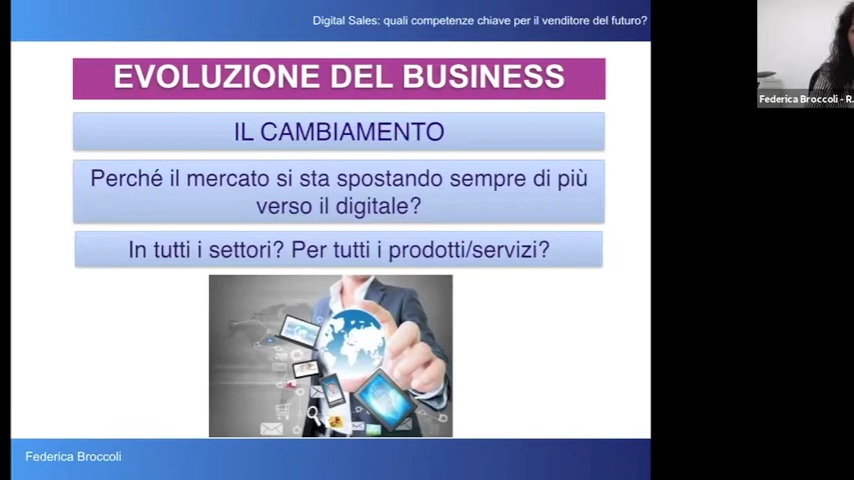 Digital Sales: quali competenze chiave per il venditore del futuro?
EVOLUZIONE DEL BUSINESS
IL CAMBIAMENTO
Perché il mercato si sta spostando sempre di più
verso il digitale?
In tutti i settori? Per tutti i prodotti/servizi?
Federica Broccoli - R.
Federica Broccoli